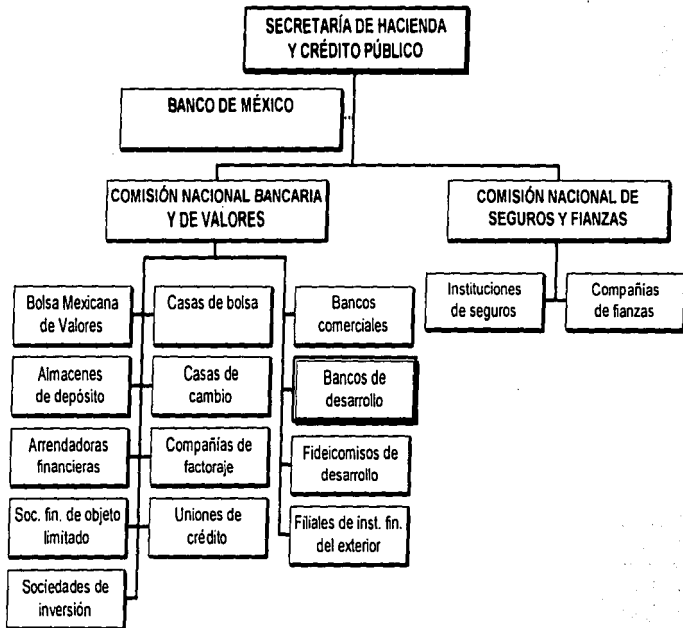 SECRETARÍA DE HACIENDA
Y CRÉDITO PÚBLICO
BANCO DE MÉXICO
COMISIÓN NACIONAL BANCARIA
Y DE VALORES
COMISIÓN NACIONAL DE
SEGUROS Y FIANZAS
Bolsa Mexicana
de Valores
Casas de bolsa
Bancos
comerciales
Instituciones
de seguros
Compañías
de fianzas
Almacenes
de depósito
Casas de
cambio
Bancos de
desarrollo
Arrendadoras
financieras
Compañías de
factoraje
Fideicomisos de
desarrollo
Soc. fin. de objeto
limitado
Uniones de
crédito
Filiales de inst. fin.
del exterior
Sociedades de
inversión